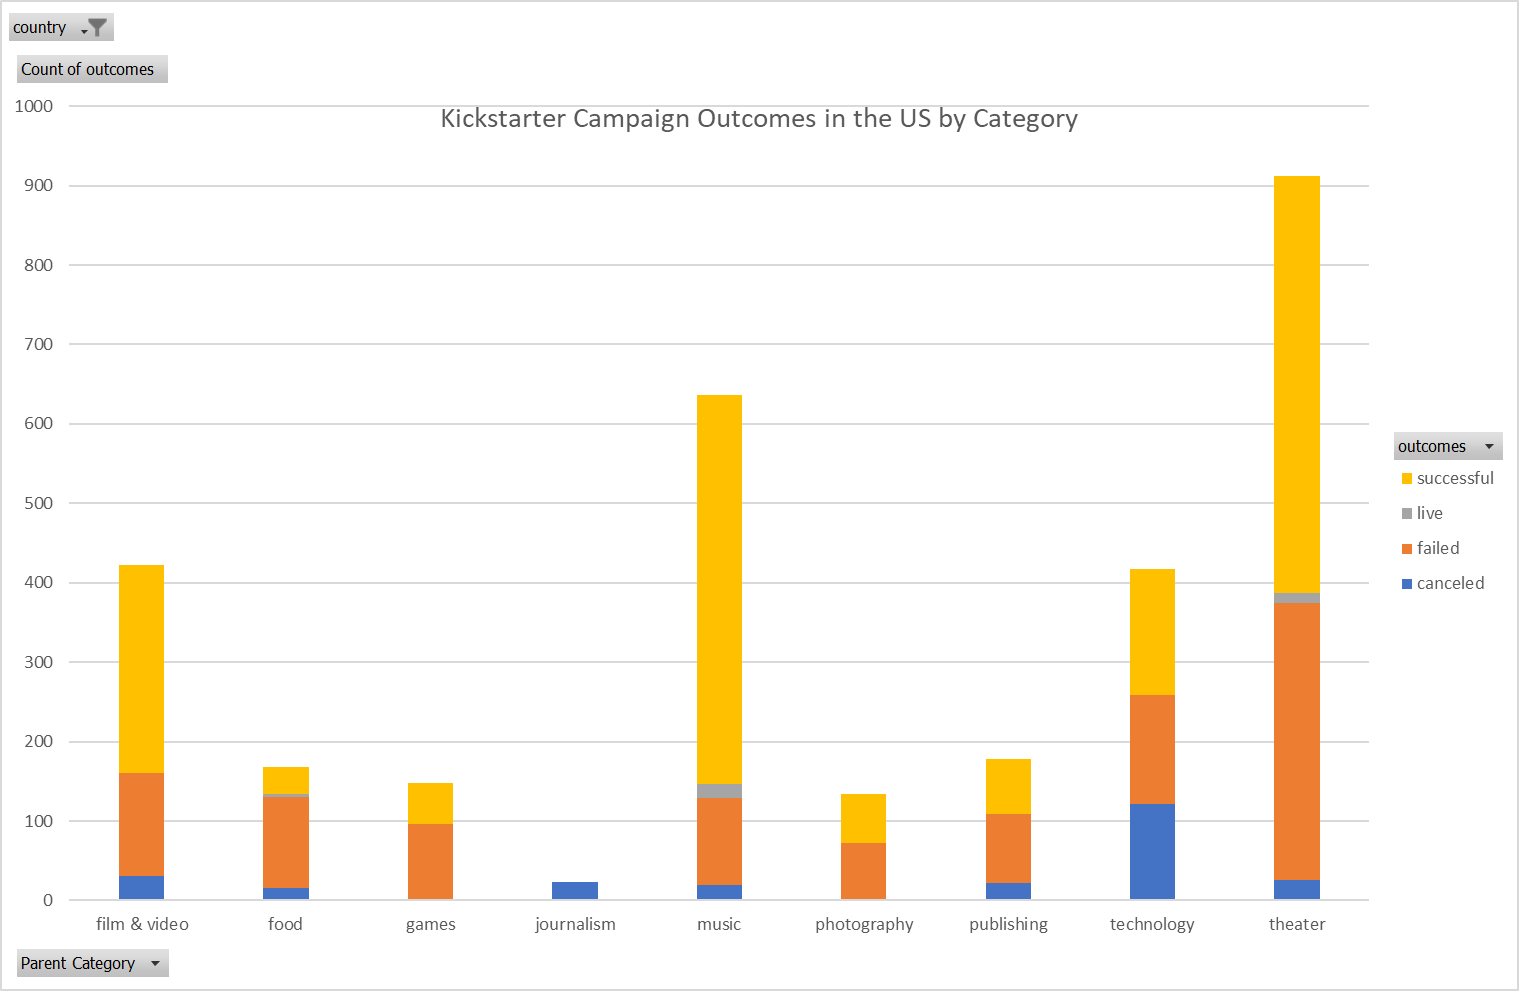 country
Count of outcomes
Kickstarter Campaign Outcomes in the US by Category
1000
900
800
700
600
500
400
300
200
100
0
film & video food games journalism music photography publishing technology theater
outcomes
successful
live
failed
canceled
Parent Category